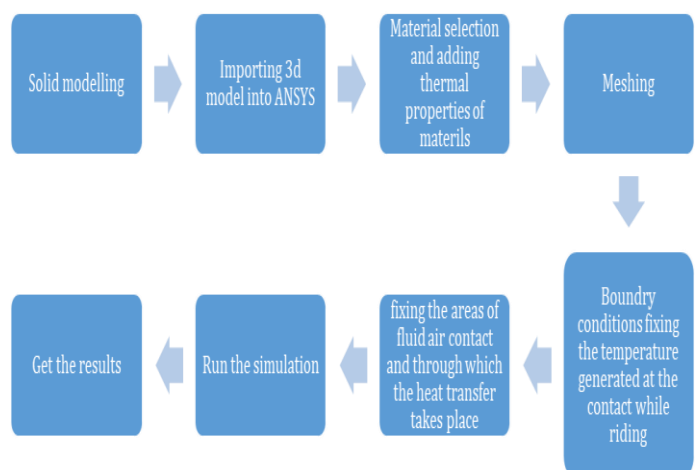 Solid modelling
Importing 3d
model into ANSYS
Material selection
and adding
thermal
properties of
materils
Meshing
Boundry
conditions fixing
the temperature
generated at the
contact while
riding
fixing the areas of
fluid air contact
and through which
the heat transfer
takes place
Run the simulation
Get the results